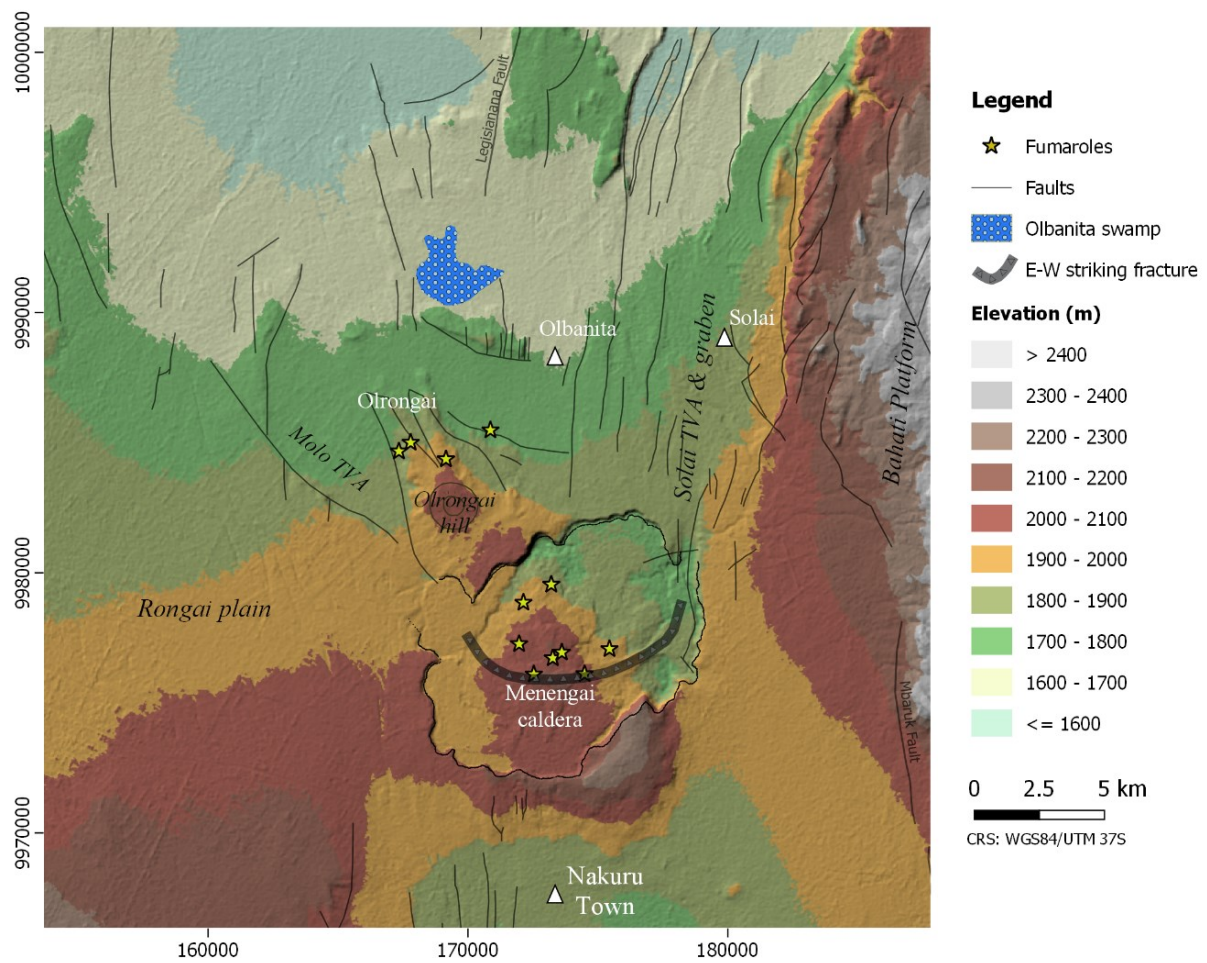 10000000
9990000
9980000
9970000
160000
170000
180000
Legisianana Fault
Olbanita
Solai
Solai TVA & graben
Bahati Platform
Olrongai
Molo TVA
Olrongai
hill
Rongai plain
Menengai
caldera
Mbaruk Fault
Nakuru
Town
Legend
Fumaroles
Faults
Olbanita swamp
E-W striking fracture
Elevation (m)
> 2400
2300 - 2400
2200 - 2300
2100 - 2200
2000 - 2100
1900 - 2000
1800 - 1900
1700 - 1800
1600 - 1700
<= 1600
0 2.5 5 km
CRS: WGS84/UTM 37S